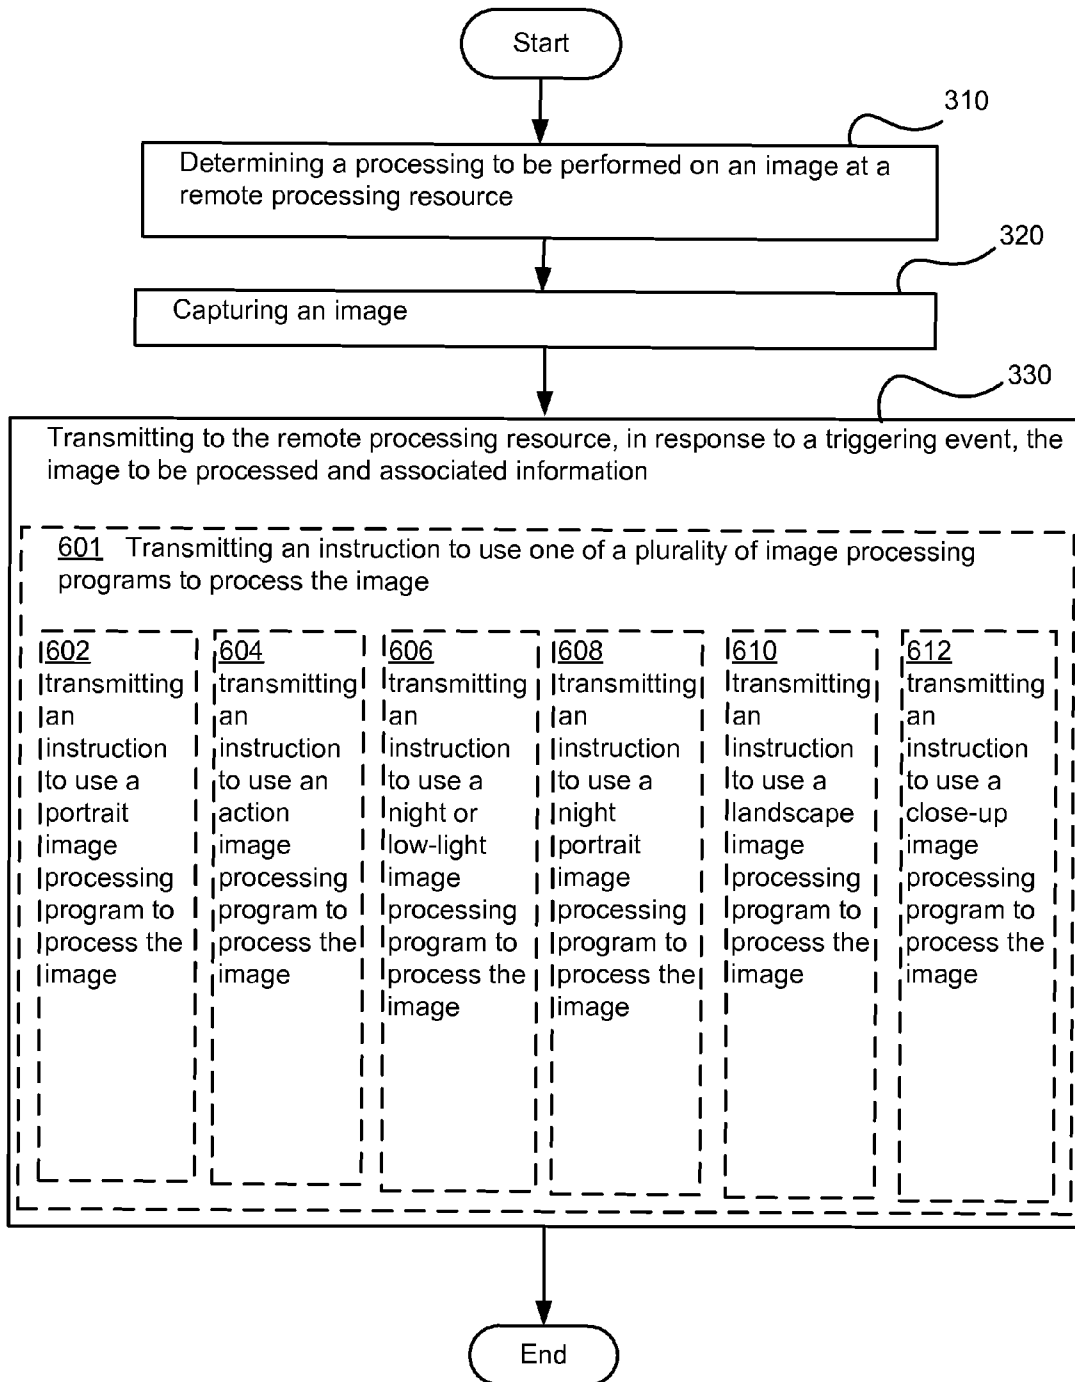 Start
310
Determining a processing to be performed on an image at a
remote processing resource
320
Capturing an image
330
Transmitting to the remote processing resource, in response to a triggering event, the
image to be processed and associated information
601 Transmitting an instruction to use one of a plurality of image processing
programs to process the image
602
transmitting
an
instruction
to use a
portrait
image
processing
program to
process the
image
604
transmitting
an
instruction
to use an
action
image
processing
program to
process the
image
606
transmitting
an
instruction
to use a
night or
low-light
image
processing
program to
process the
image
608
transmitting
an
instruction
to use a
night
portrait
image
processing
program to
process the
image
610
transmitting
an
instruction
to use a
landscape
image
processing
program to
process the
image
612
transmitting
an
instruction
to use a
close-up
image
processing
program to
process the
image
End